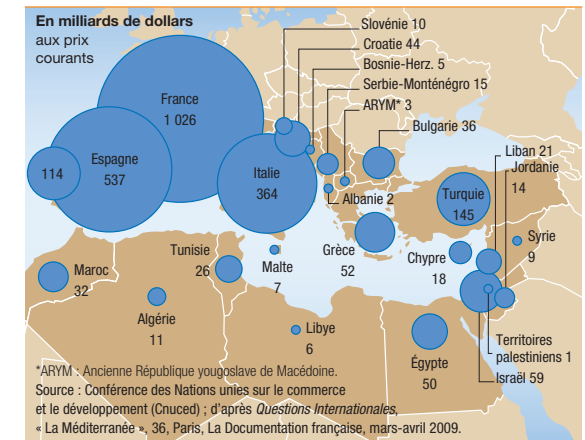 En milliards de dollars
aux prix
courants
Slovénie 10
Croatie 44
Bosnie-Herz. 5
Serbie-Monténégro 15
ARYM* 3
Bulgarie 36
France
1 026
Espagne
537
114
Italie
364
Albanie 2
Turquie
145
Liban 21
Jordanie
14
Syrie
9
Grèce
52
Chypre
18
Malte
7
Tunisie
26
Maroc
32
Algérie
11
Libye
6
Égypte
50
Territoires
palestiniens 1
Israël 59
*ARYM : Ancienne République yougoslave de Macédoine.
Source : Conférence des Nations unies sur le commerce
et le développement (Cnuced) ; d'après Questions Internationales,
« La Méditerranée », 36, Paris, La Documentation française, mars-avril 2009.